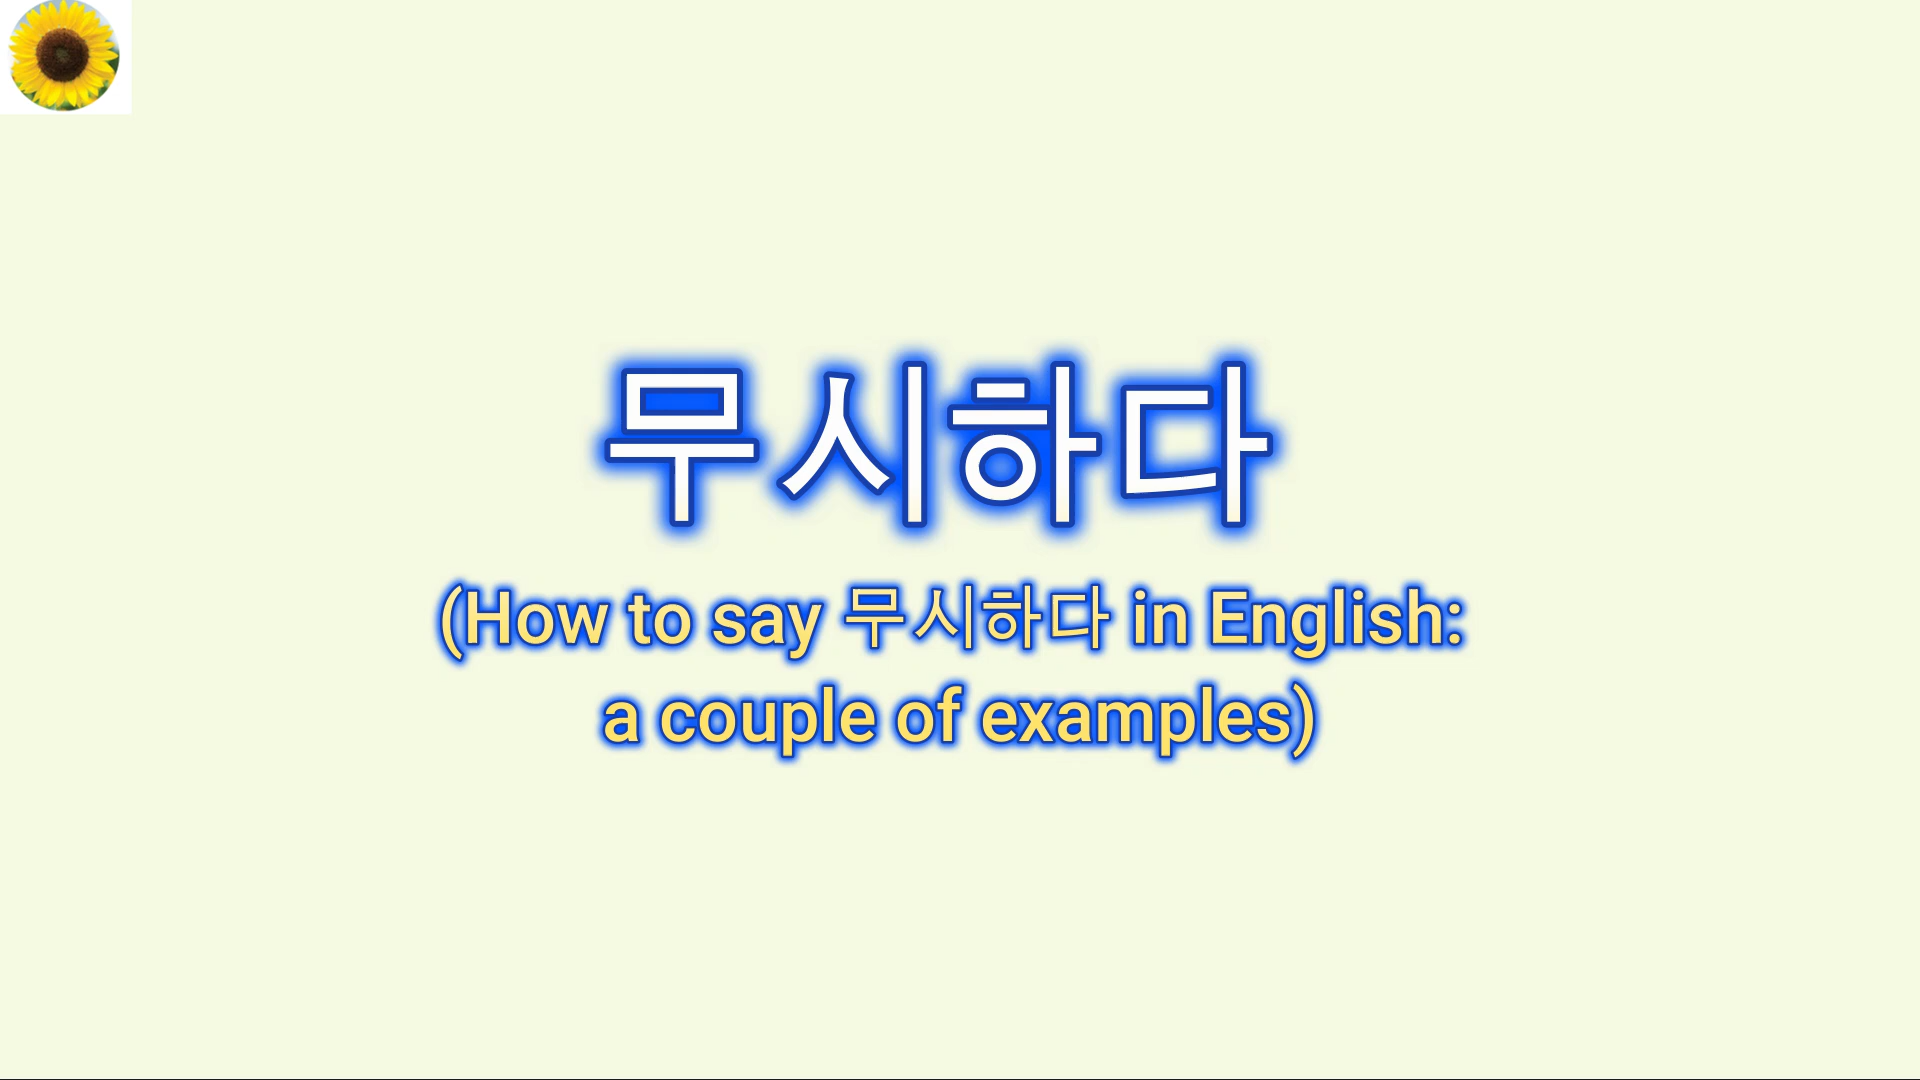 무시하다
(How to say 무시하다 in English:
a couple of examples)